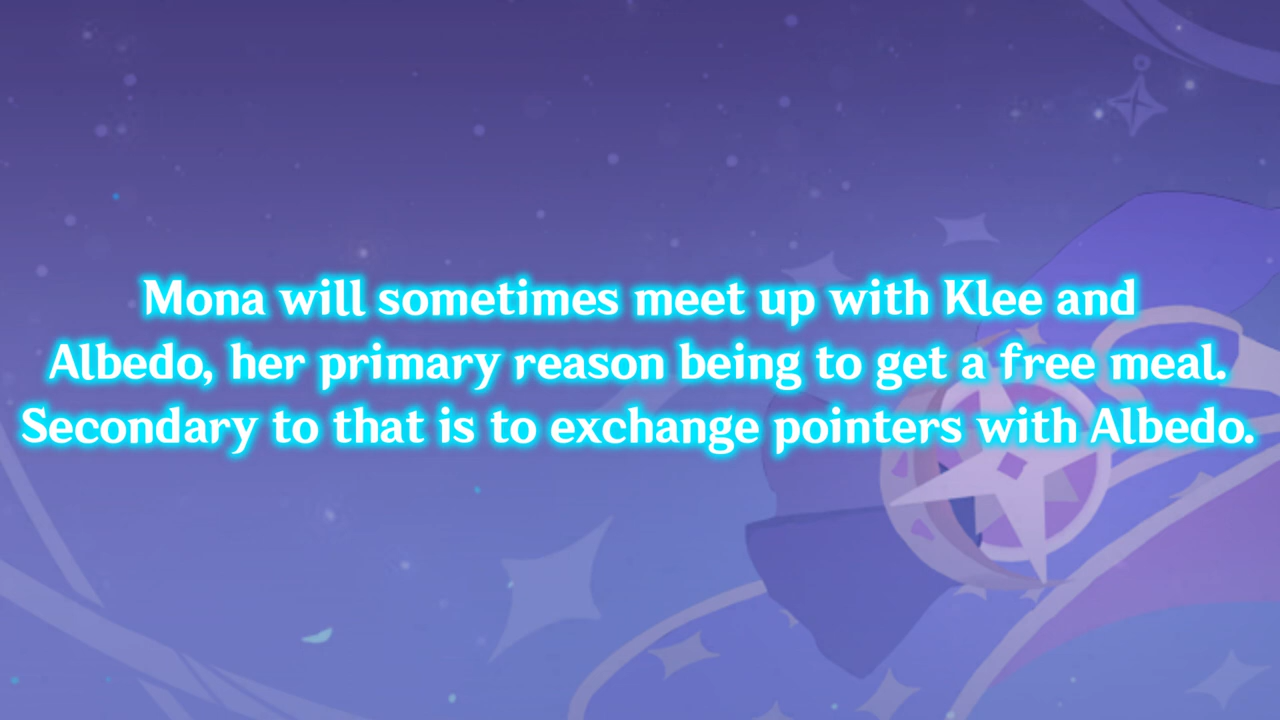 Mona will sometimes meet up with Klee and
Albedo, her primary reason being to get a free meal.
Secondary to that is to exchange pointers with Albedo.